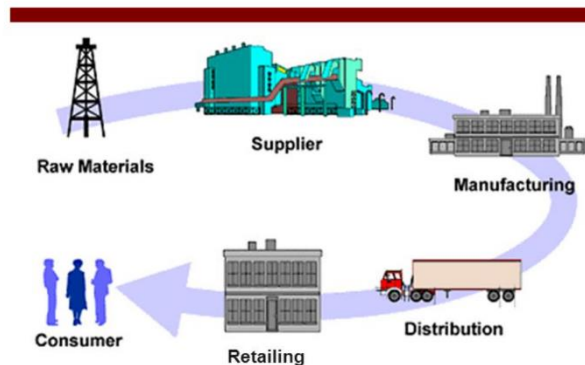 Raw Materials
Supplier
Manufacturing
Distribution
Retailing
Consumer